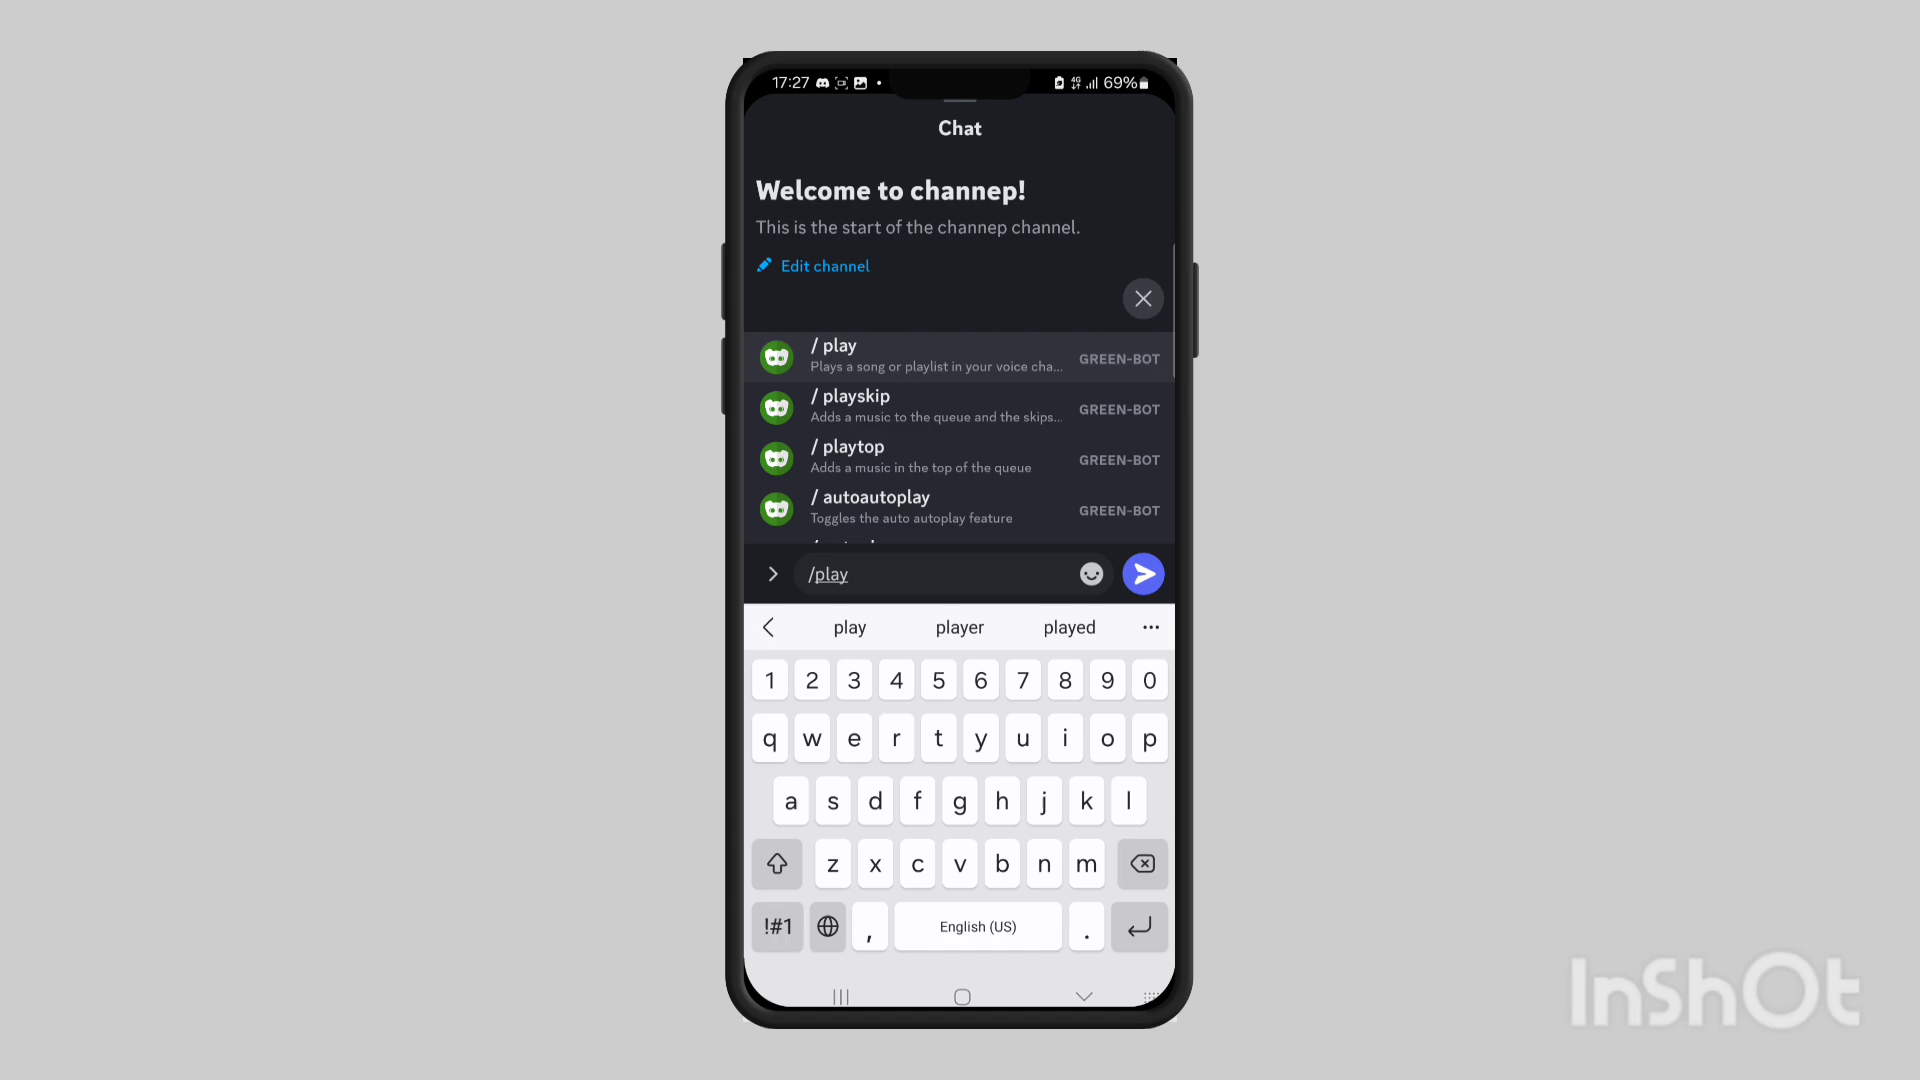 17:27 4G 69%
Chat
Welcome to channep!
This is the start of the channep channel.
Edit channel
/ play
Plays a song or playlist in your voice cha...
GREEN-BOT
/ playskip
Adds a music to the queue and the skips...
GREEN-BOT
/ playtop
Adds a music in the top of the queue
GREEN-BOT
/ autoautoplay
Toggles the auto autoplay feature
GREEN-BOT
/play
play player played
1 2 3 4 5 6 7 8 9 0
q w e r t y u i o p
a s d f g h j k l
z x c v b n m
!#1 , English (US) .
InShOt